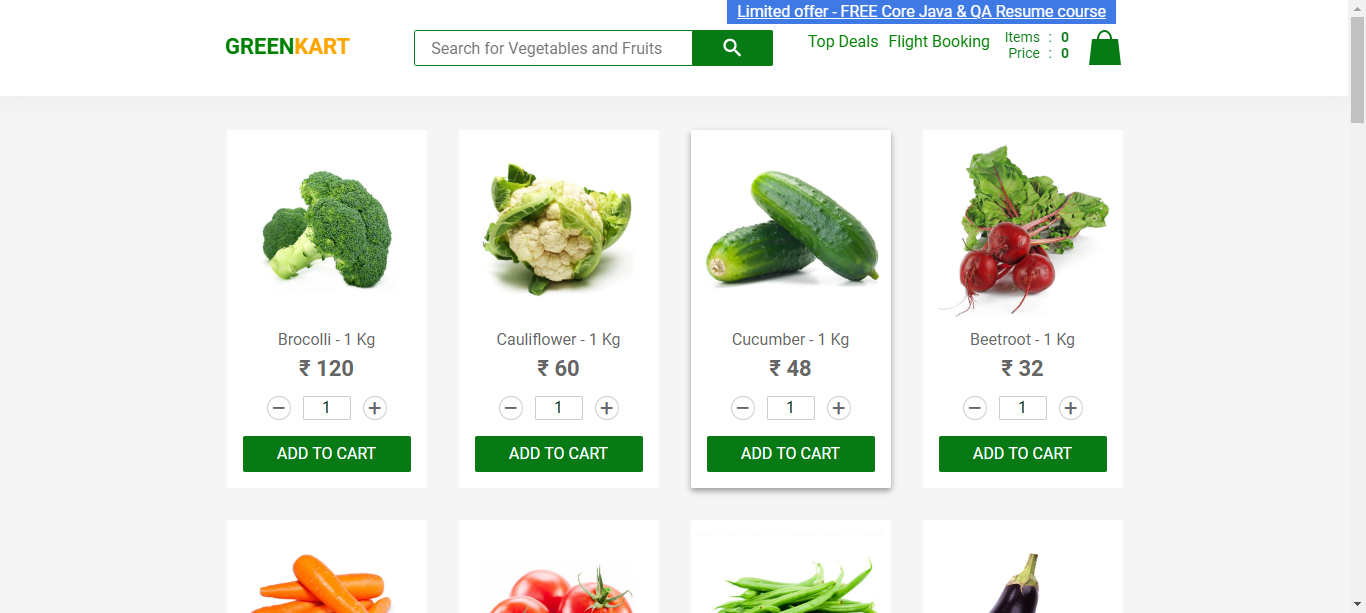 Limited offer - FREE Core Java & QA Resume course
GREENKART
Search for Vegetables and Fruits
Top Deals Flight Booking
Items : 0
Price : 0
Brocolli - 1 Kg
₹ 120
− 1 +
ADD TO CART
Cauliflower - 1 Kg
₹ 60
− 1 +
ADD TO CART
Cucumber - 1 Kg
₹ 48
− 1 +
ADD TO CART
Beetroot - 1 Kg
₹ 32
− 1 +
ADD TO CART